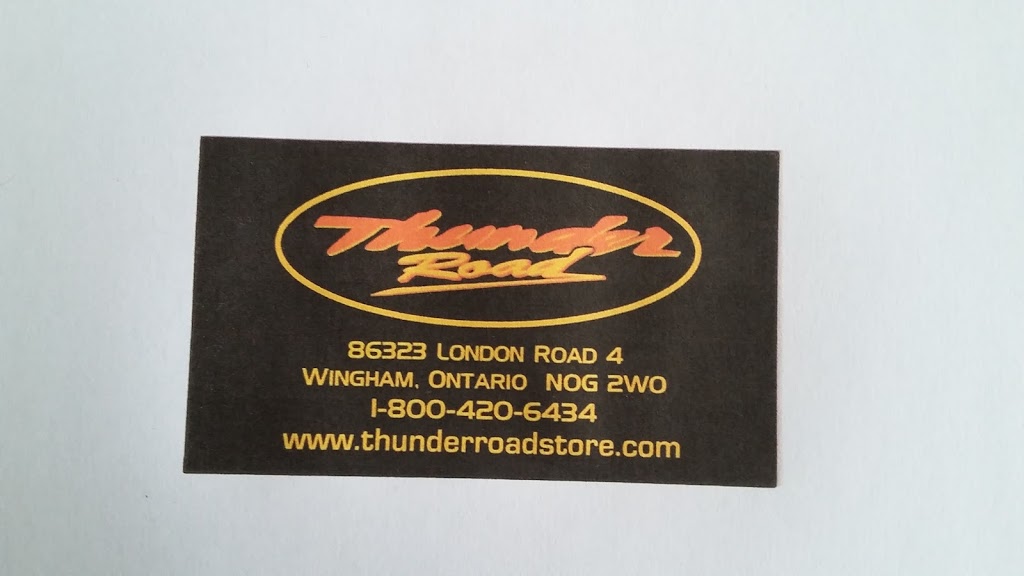 Thunder
Road
86323 London Road 4
Wingham, Ontario N0G 2W0
1-800-420-6434
www.thunderroadstore.com